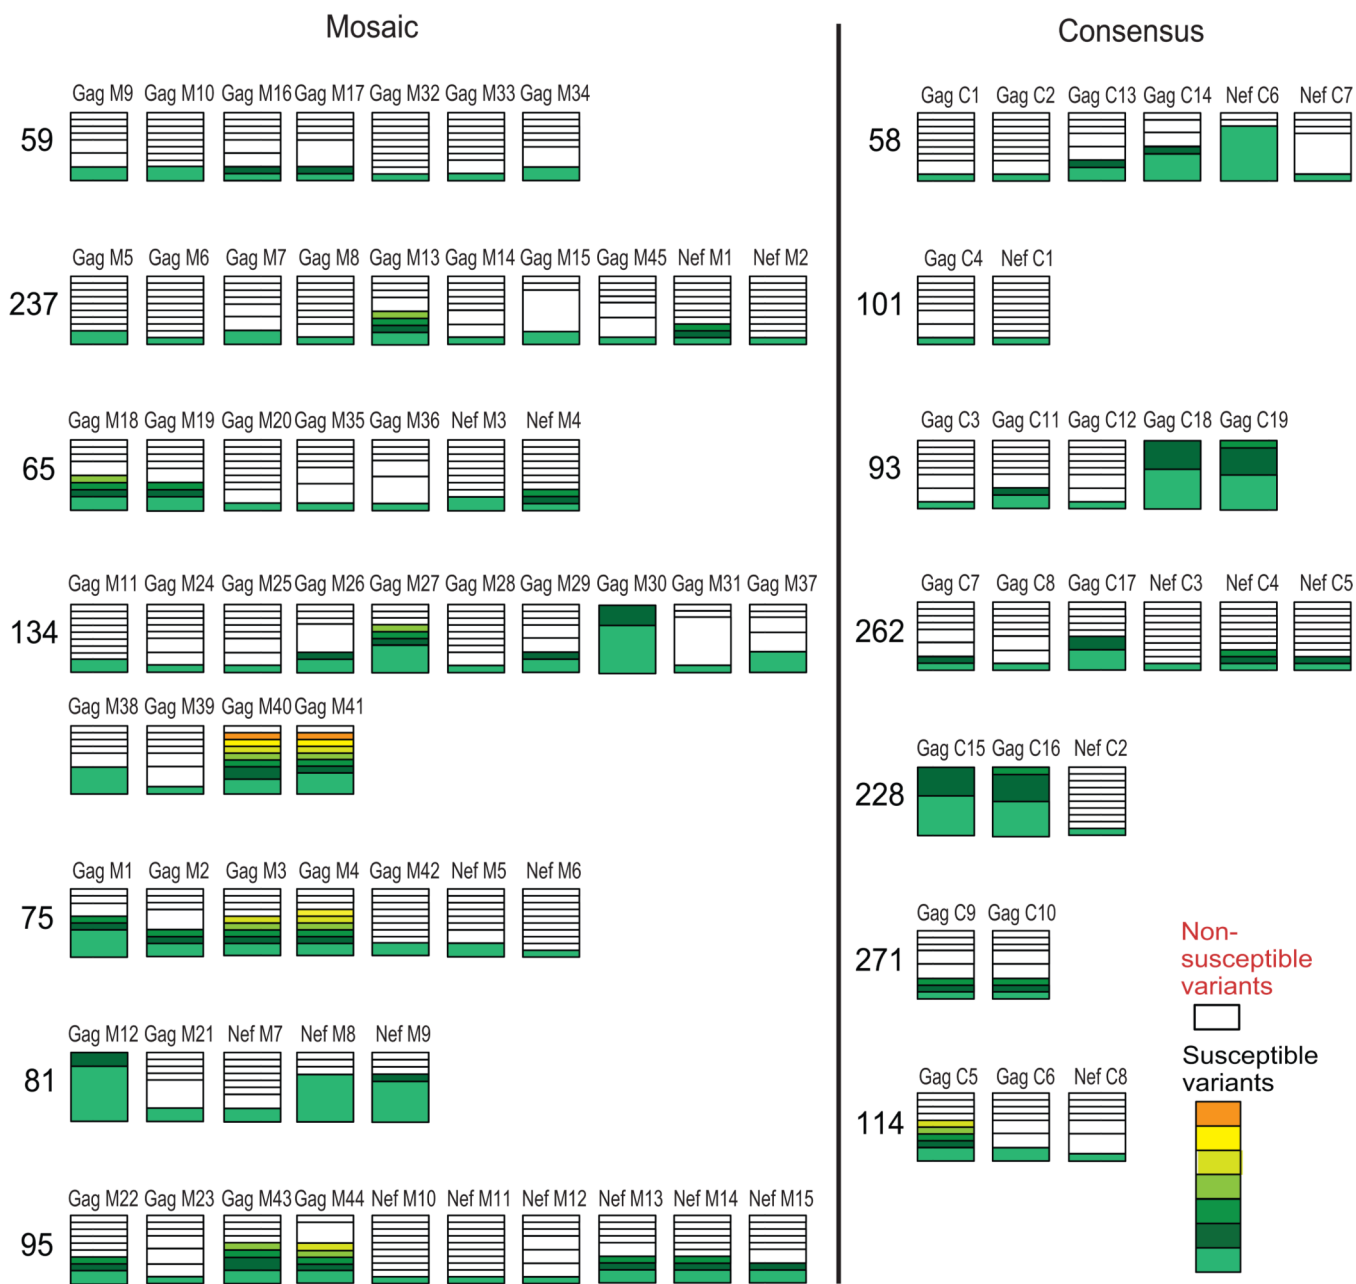 Mosaic
Gag M9 Gag M10 Gag M16 Gag M17 Gag M32 Gag M33 Gag M34
59
Gag M5 Gag M6 Gag M7 Gag M8 Gag M13 Gag M14 Gag M15 Gag M45 Nef M1 Nef M2
237
Gag M18 Gag M19 Gag M20 Gag M35 Gag M36 Nef M3 Nef M4
65
Gag M11 Gag M24 Gag M25 Gag M26 Gag M27 Gag M28 Gag M29 Gag M30 Gag M31 Gag M37
134
Gag M38 Gag M39 Gag M40 Gag M41
Gag M1 Gag M2 Gag M3 Gag M4 Gag M42 Nef M5 Nef M6
75
Gag M12 Gag M21 Nef M7 Nef M8 Nef M9
81
Gag M22 Gag M23 Gag M43 Gag M44 Nef M10 Nef M11 Nef M12 Nef M13 Nef M14 Nef M15
95
Consensus
Gag C1 Gag C2 Gag C13 Gag C14 Nef C6 Nef C7
58
Gag C4 Nef C1
101
Gag C3 Gag C11 Gag C12 Gag C18 Gag C19
93
Gag C7 Gag C8 Gag C17 Nef C3 Nef C4 Nef C5
262
Gag C15 Gag C16 Nef C2
228
Gag C9 Gag C10
271
Gag C5 Gag C6 Nef C8
114
Non-
susceptible
variants
Susceptible
variants